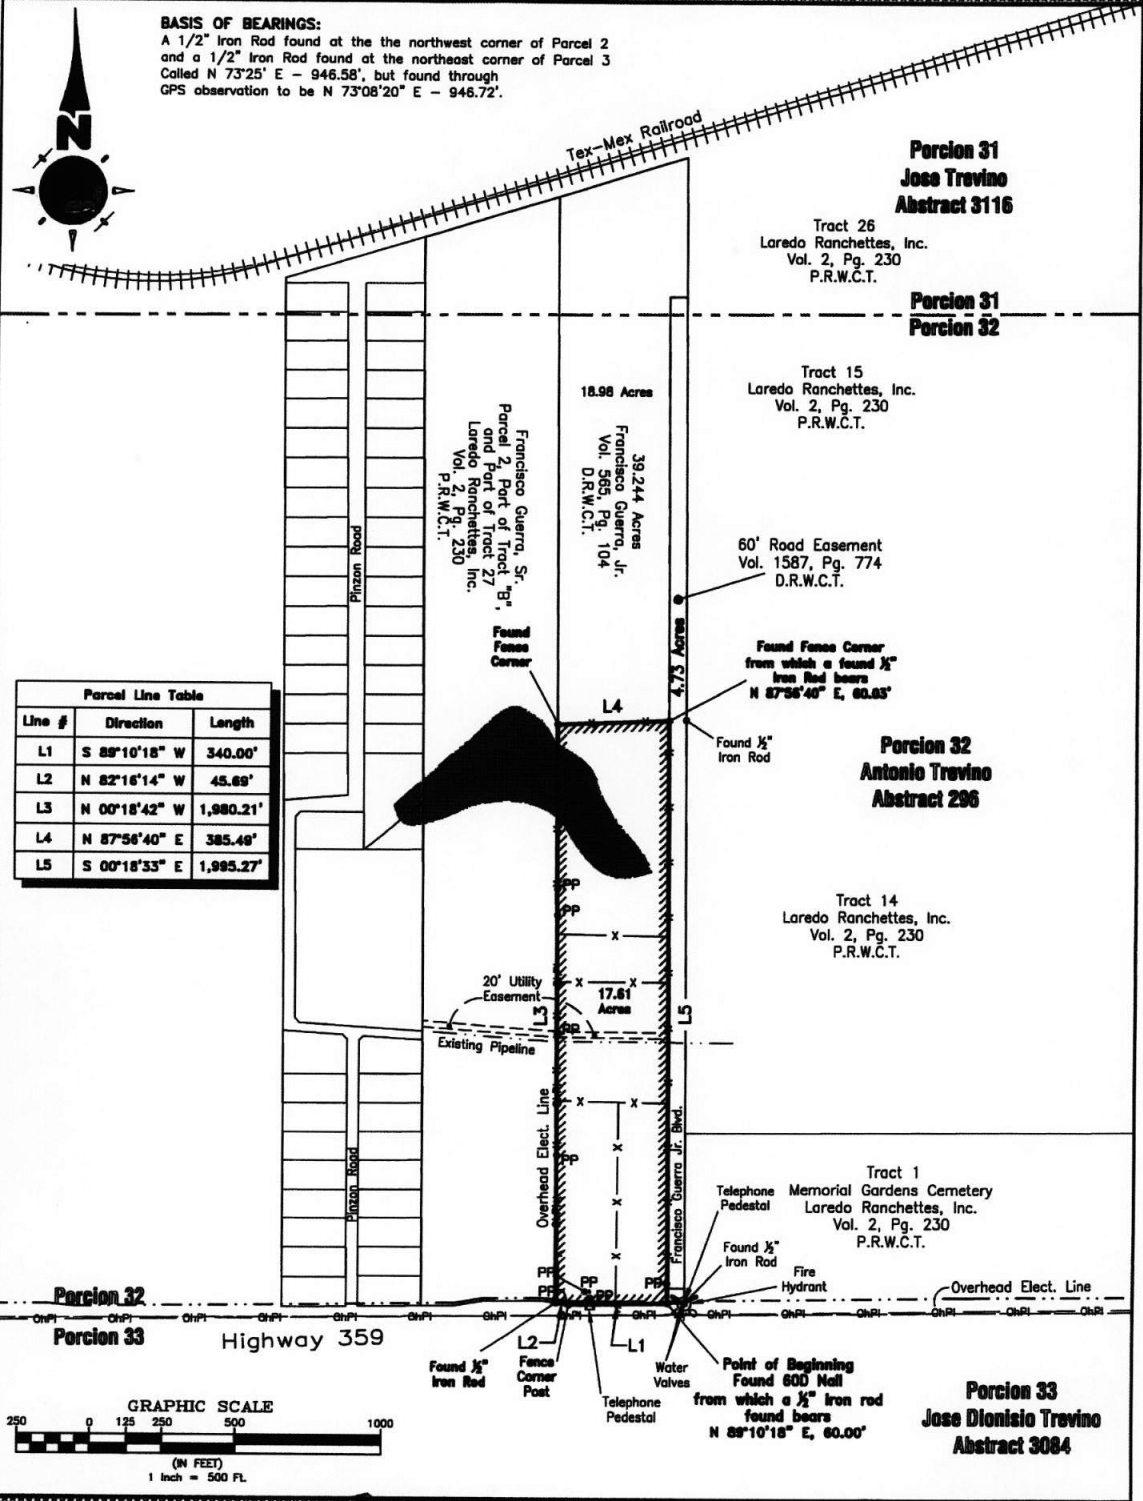 BASIS OF BEARINGS:
A 1/2" Iron Rod found at the the northwest corner of Parcel 2
and a 1/2" Iron Rod found at the northeast corner of Parcel 3
Called N 73°25' E - 946.58', but found through
GPS observation to be N 73°08'20" E - 946.72'.
N
Tex-Mex Railroad
Porcion 31
Jose Trevino
Abstract 3116
Tract 26
Laredo Ranchettes, Inc.
Vol. 2, Pg. 230
P.R.W.C.T.
Porcion 31
Porcion 32
Tract 15
Laredo Ranchettes, Inc.
Vol. 2, Pg. 230
P.R.W.C.T.
18.98 Acres
39.244 Acres
Francisco Guerra, Jr.
Vol. 565, Pg. 104
D.R.W.C.T.
Francisco Guerra, Sr.
Parcel 2, Part of Tract "B",
and Part of Tract 27
Laredo Ranchettes, Inc.
Vol. 2, Pg. 230
P.R.W.C.T.
Pinzon Road
60' Road Easement
Vol. 1587, Pg. 774
D.R.W.C.T.
4.73 Acres
Found
Fence
Corner
Found Fence Corner
from which a found ½"
Iron Rod bears
N 87°56'40" E, 60.03'
L4
Found ½"
Iron Rod
Parcel Line Table
Line # Direction Length
L1 S 89°10'18" W 340.00'
L2 N 82°16'14" W 45.69'
L3 N 00°18'42" W 1,980.21'
L4 N 87°56'40" E 385.49'
L5 S 00°18'33" E 1,995.27'
Porcion 32
Antonio Trevino
Abstract 296
PP
PP
Tract 14
Laredo Ranchettes, Inc.
Vol. 2, Pg. 230
P.R.W.C.T.
X
X
X
20' Utility
Easement
17.61
Acres
L3
L5
PP
Existing Pipeline
X
X
Overhead Elect. Line
X
PP
X
X
Francisco Guerra Jr. Blvd.
Pinzon Road
Tract 1
Memorial Gardens Cemetery
Laredo Ranchettes, Inc.
Vol. 2, Pg. 230
P.R.W.C.T.
Telephone
Pedestal
Found ½"
Iron Rod
Fire
Hydrant
Overhead Elect. Line
PP
PP
PP
PP
PP
Porcion 32
OhPl OhPl OhPl OhPl OhPl OhPl OhPl OhPl OhPl OhPl OhPl
Porcion 33
Highway 359
L2
L1
Found ½"
Iron Rod
Fence
Corner
Post
Telephone
Pedestal
Water
Valves
Point of Beginning
Found 60D Nail
from which a ½" iron rod
found bears
N 89°10'18" E, 60.00'
Porcion 33
Jose Dionisio Trevino
Abstract 3084
GRAPHIC SCALE
250 0 125 250 500 1000
(IN FEET)
1 inch = 500 Ft.